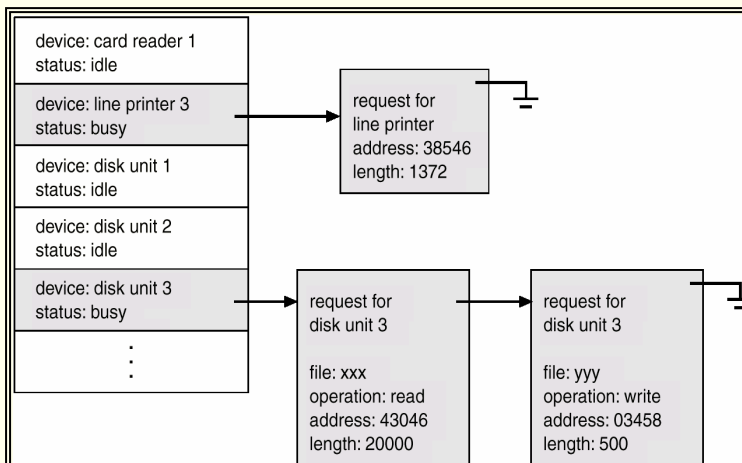 device: card reader 1
status: idle
device: line printer 3
status: busy
device: disk unit 1
status: idle
device: disk unit 2
status: idle
device: disk unit 3
status: busy
request for
line printer
address: 38546
length: 1372
request for
disk unit 3
file: xxx
operation: read
address: 43046
length: 20000
request for
disk unit 3
file: yyy
operation: write
address: 03458
length: 500